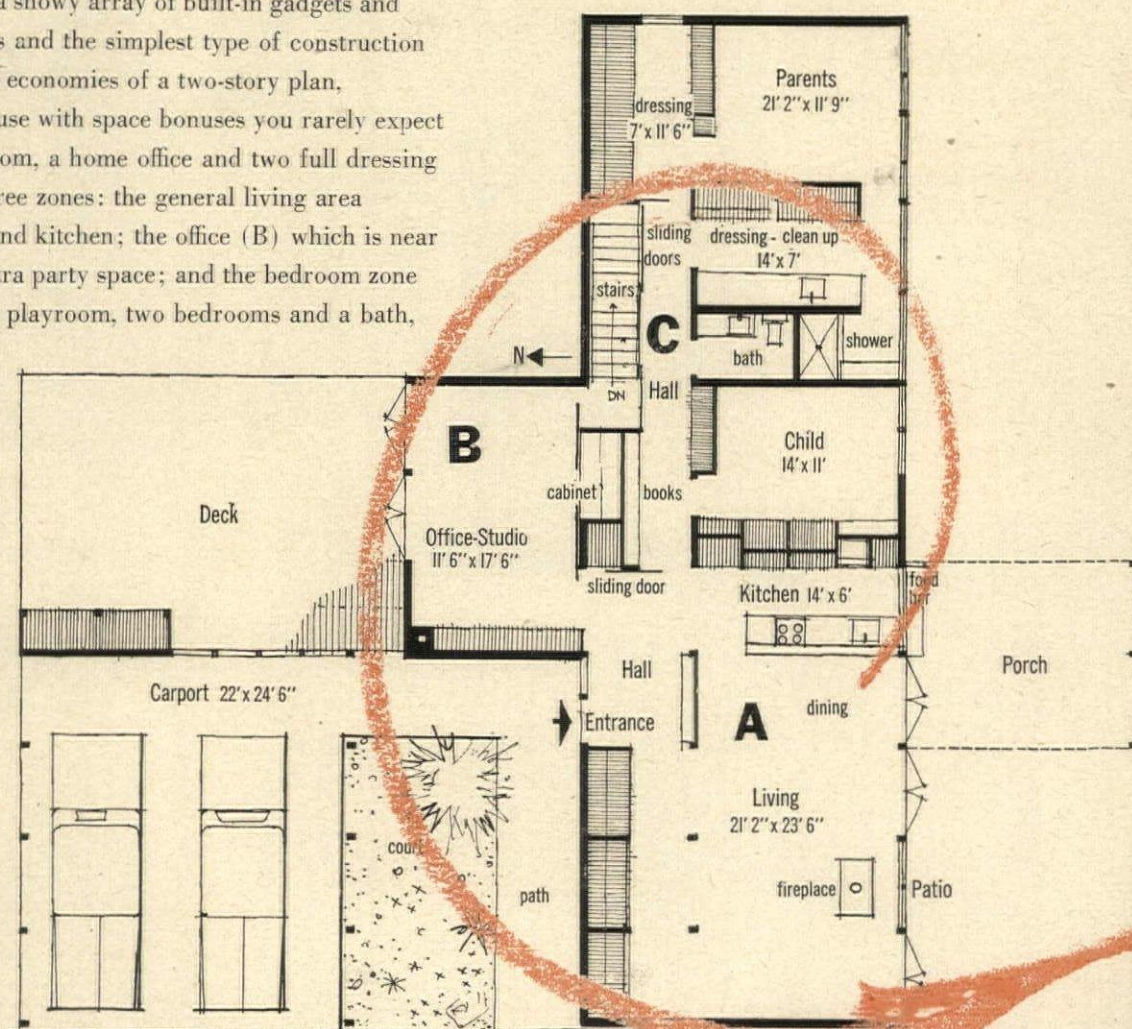 a showy array of built-in gadgets and
s and the simplest type of construction
economies of a two-story plan,
use with space bonuses you rarely expect
om, a home office and two full dressing
ree zones: the general living area
nd kitchen; the office (B) which is near
tra party space; and the bedroom zone
playroom, two bedrooms and a bath,
dressing
7' x 11' 6"
Parents
21' 2" x 11' 9"
sliding
doors
dressing - clean up
14' x 7'
stairs
C
bath
shower
N
DN
Hall
B
Child
14' x 11'
cabinet
books
Deck
Office-Studio
11' 6" x 17' 6"
sliding door
Kitchen 14' x 6'
food
bar
Hall
Porch
Carport 22' x 24' 6"
Entrance
A
dining
Living
21' 2" x 23' 6"
court
path
fireplace
Patio